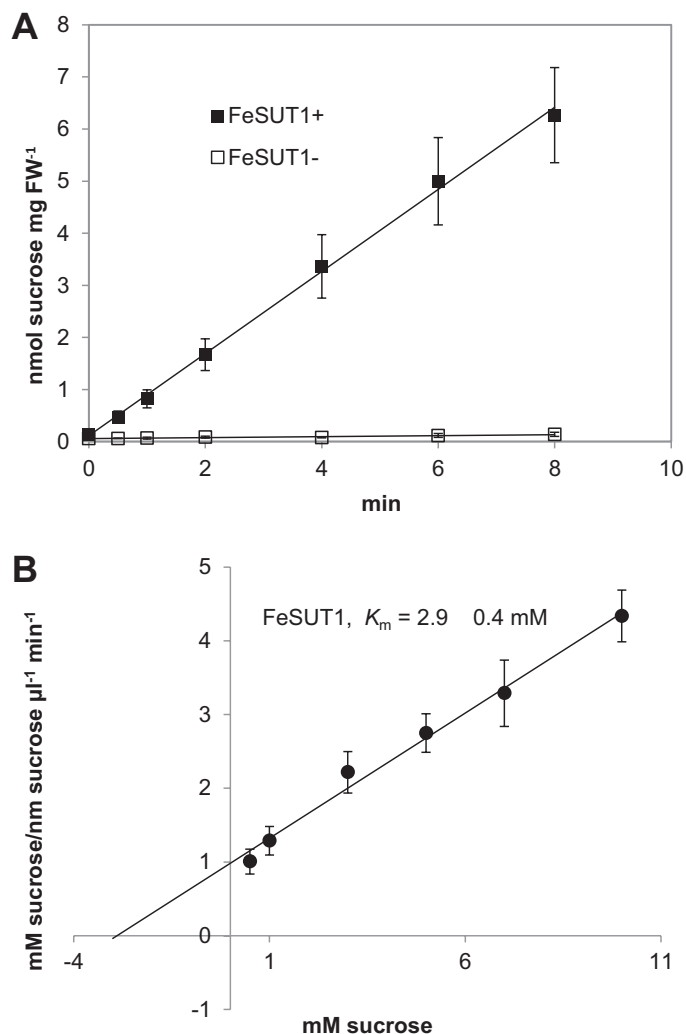 A
8
7
6
5
4
3
2
1
0
nmol sucrose mg FW-1
FeSUT1+
FeSUT1-
0 2 4 6 8 10
min
B
5
4
3
2
1
0
-1
mM sucrose/nm sucrose µl-1 min-1
FeSUT1, Km = 2.9 0.4 mM
-4 1 6 11
mM sucrose